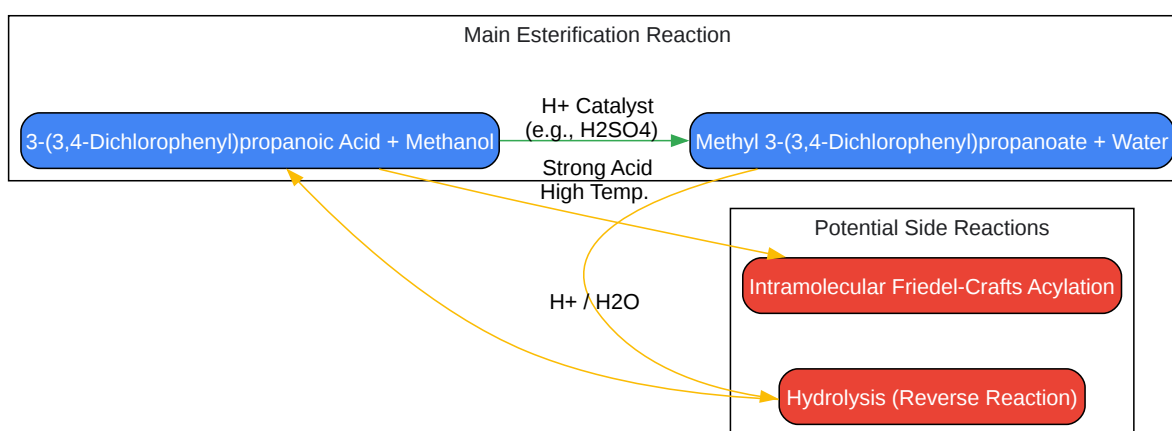 Main Esterification Reaction
H+ Catalyst
(e.g., H2SO4)
3-(3,4-Dichlorophenyl)propanoic Acid + Methanol
Methyl 3-(3,4-Dichlorophenyl)propanoate + Water
Strong Acid
High Temp.
Potential Side Reactions
Intramolecular Friedel-Crafts Acylation
H+ / H2O
Hydrolysis (Reverse Reaction)